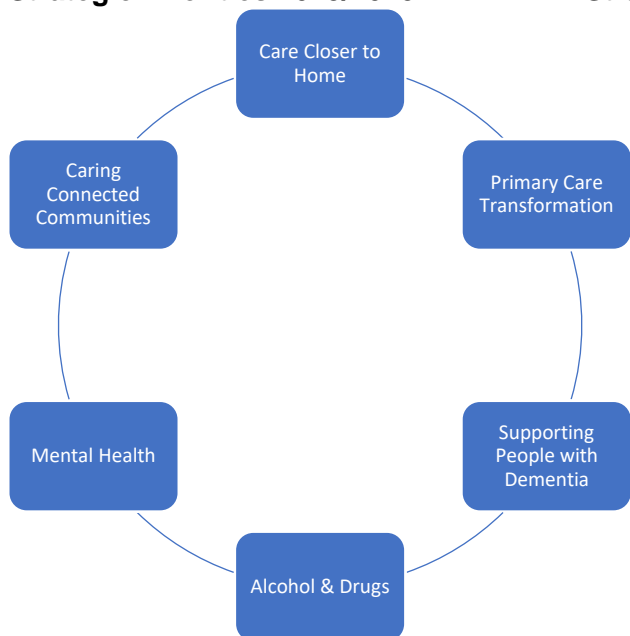 Care Closer to
Home
Primary Care
Transformation
Supporting
People with
Dementia
Alcohol & Drugs
Mental Health
Caring
Connected
Communities